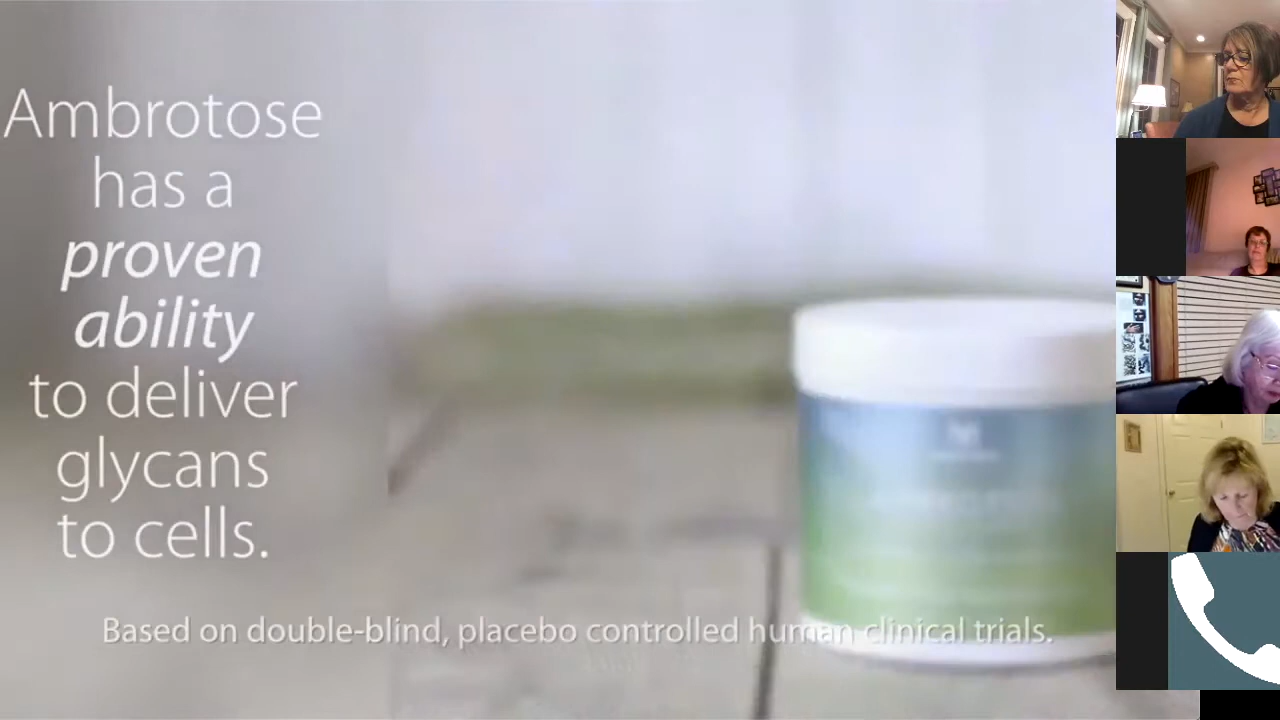 Ambrotose
has a
proven
ability
to deliver
glycans
to cells.
Based on double-blind, placebo controlled human clinical trials.